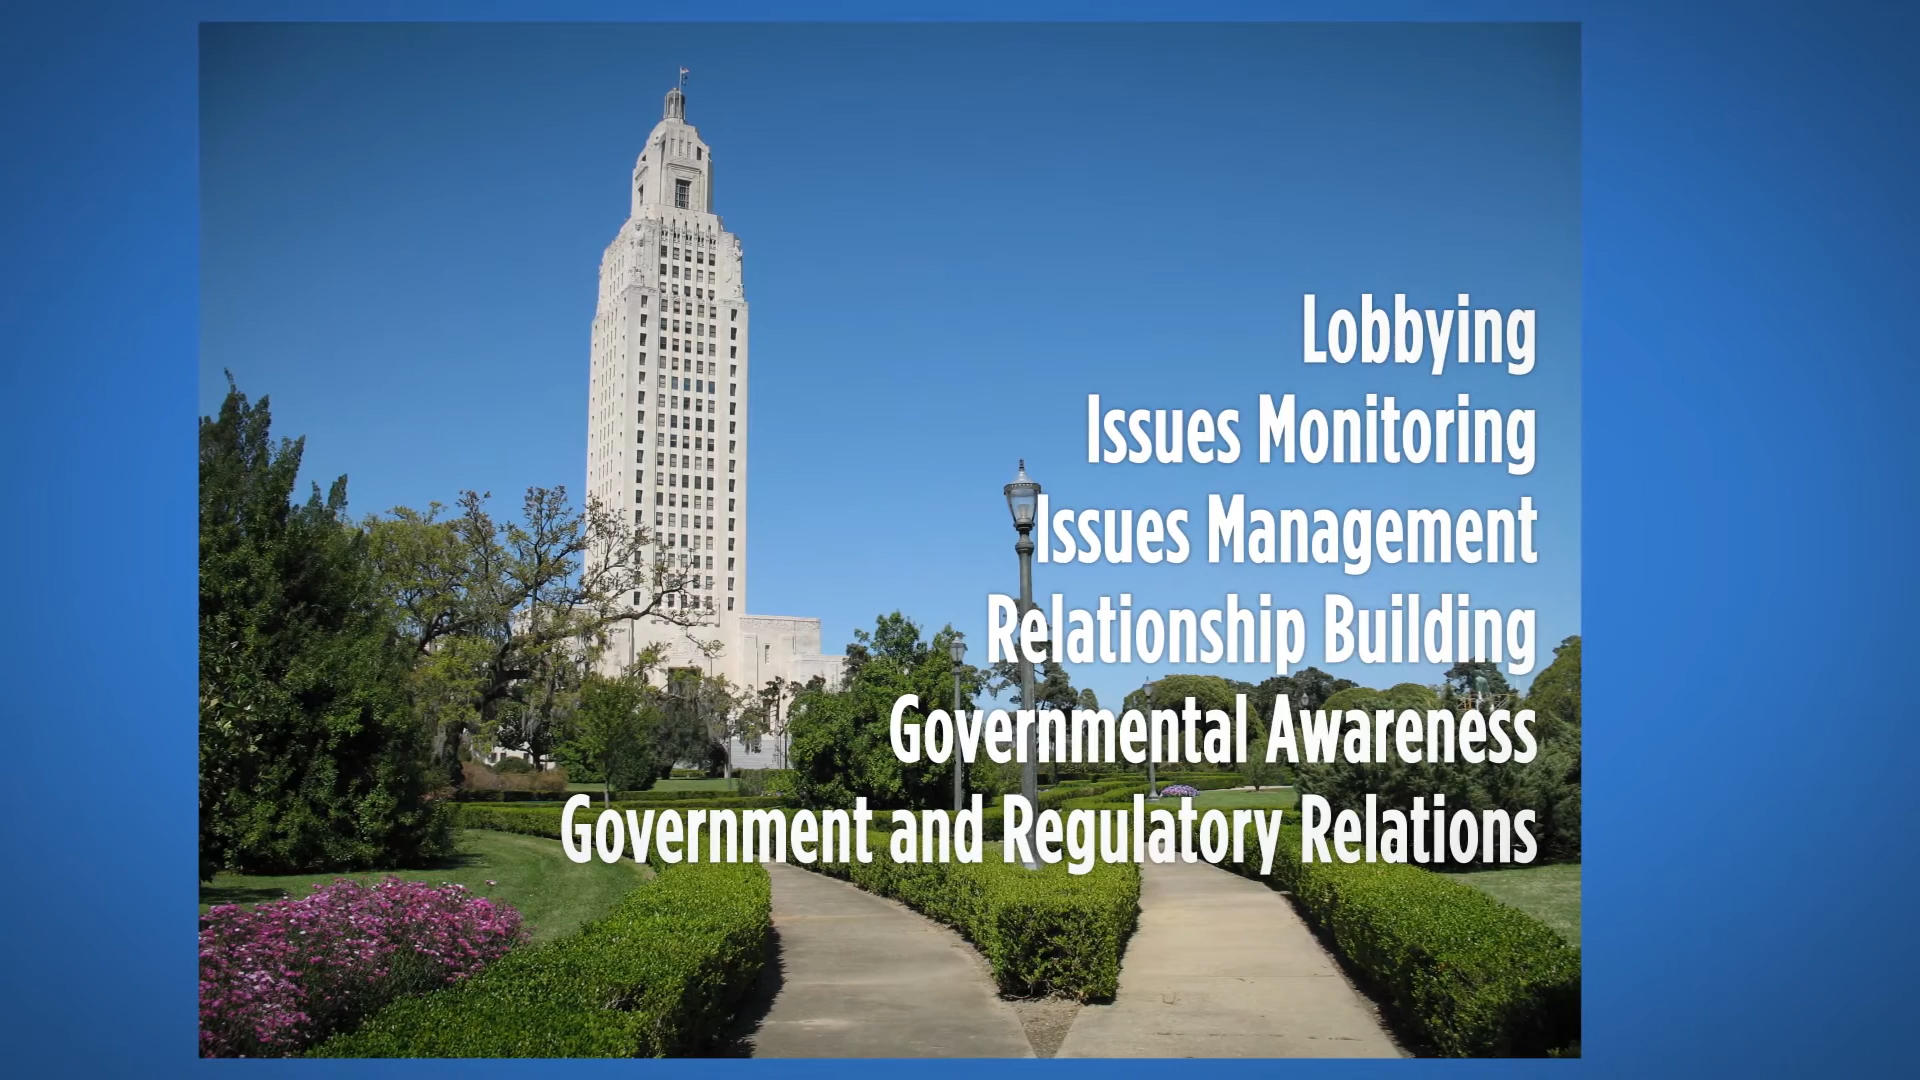 Lobbying
Issues Monitoring
Issues Management
Relationship Building
Governmental Awareness
Government and Regulatory Relations